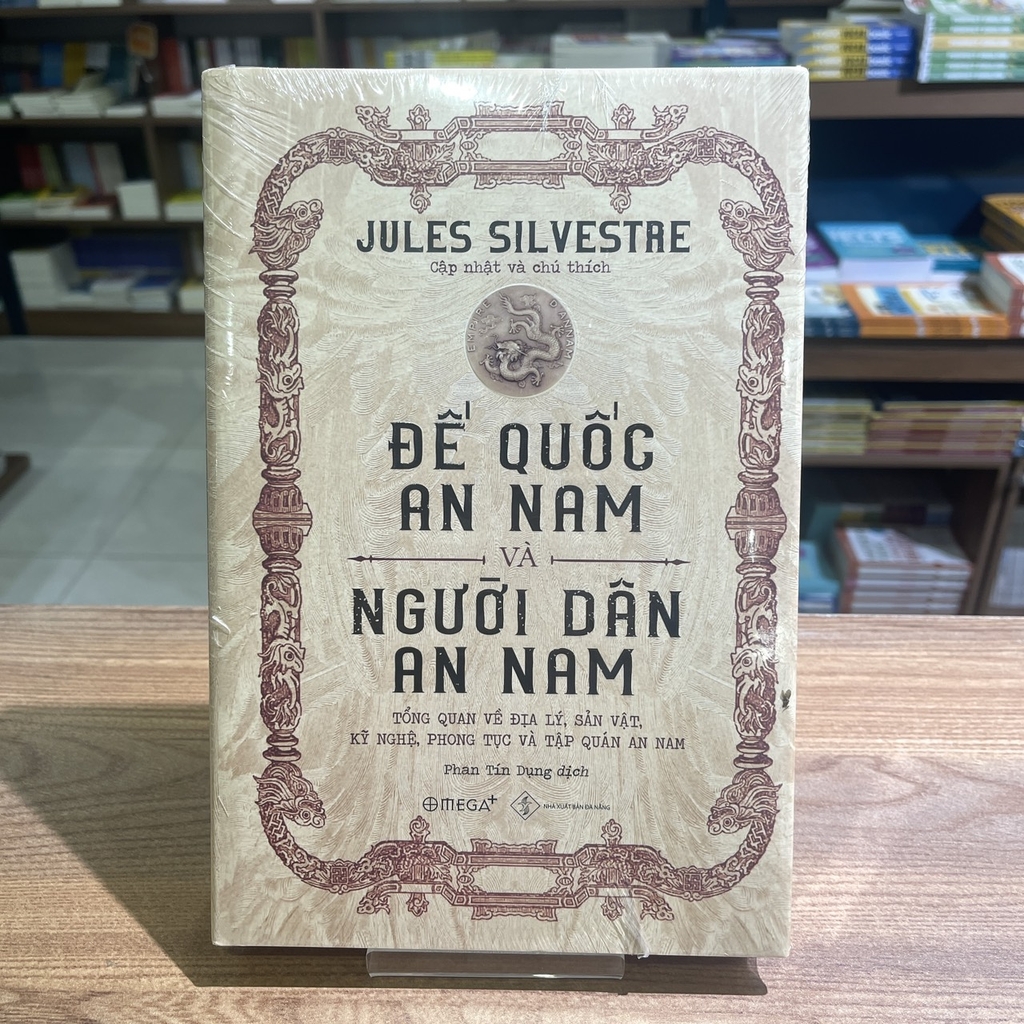 JULES SILVESTRE
Cập nhật và chú thích
EMPIRE D'ANNAM
ĐẾ QUỐC
AN NAM
VÀ
NGƯỜI DÂN
AN NAM
TỔNG QUAN VỀ ĐỊA LÝ, SẢN VẬT,
KỸ NGHỆ, PHONG TỤC VÀ TẬP QUÁN AN NAM
Phan Tín Dụng dịch
OMEGA+
NHÀ XUẤT BẢN ĐÀ NẴNG